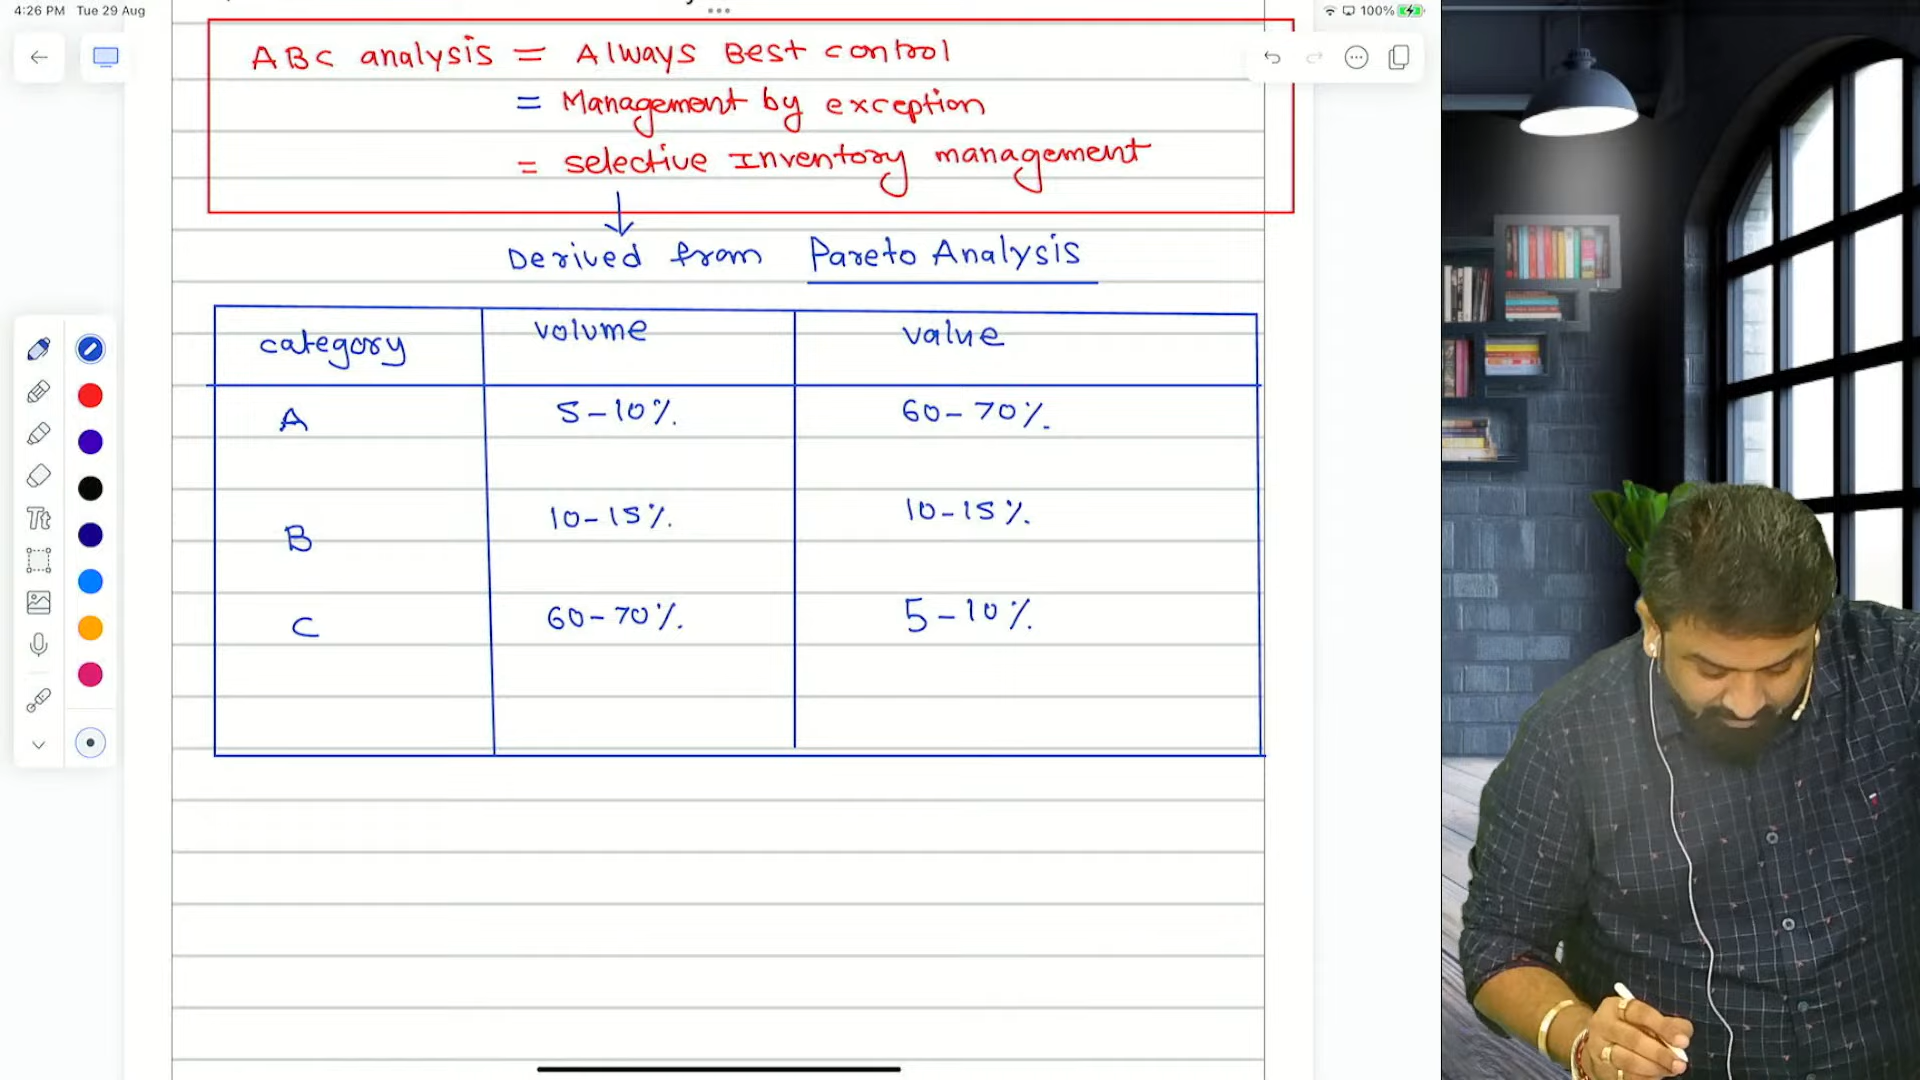 4:26 PM Tue 29 Aug
100%
ABC analysis = Always Best control
= Management by exception
= selective Inventory management
Derived from Pareto Analysis
category volume value
A 5-10% 60-70%
B 10-15% 10-15%
C 60-70% 5-10%
Tt